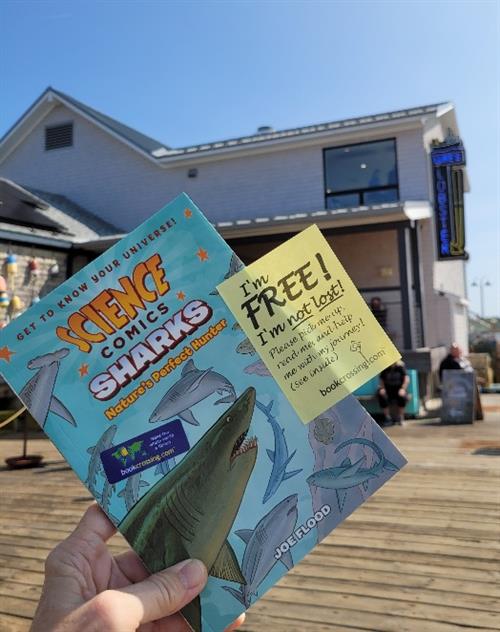 GET TO KNOW YOUR UNIVERSE!
SCIENCE
COMICS
SHARKS
Nature's Perfect Hunter
I'm
FREE!
I'm not lost!
Please pick me up,
read me, and help
me with my journey!
(see inside)
bookcrossing.com
bookcrossing.com
JOE FLOOD
LOBSTER